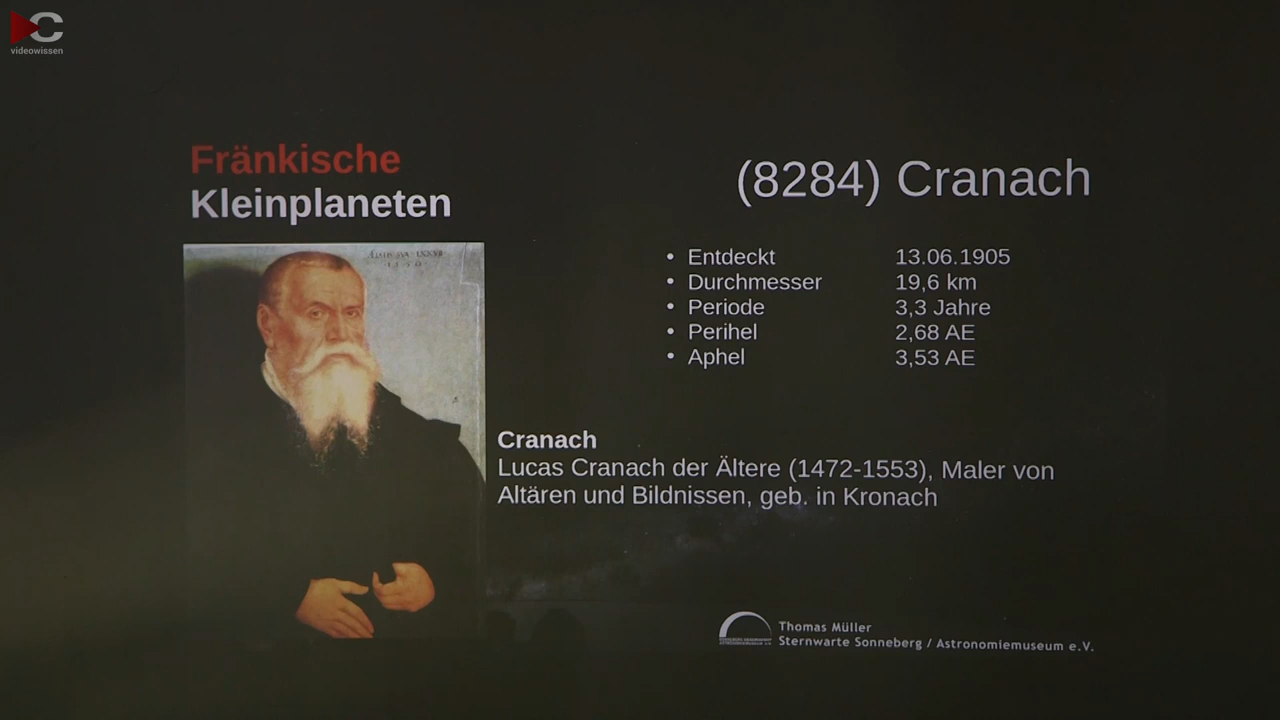 videowissen
Fränkische
Kleinplaneten
(8284) Cranach
• Entdeckt 13.06.1905
• Durchmesser 19,6 km
• Periode 3,3 Jahre
• Perihel 2,68 AE
• Aphel 3,53 AE
Cranach
Lucas Cranach der Ältere (1472-1553), Maler von
Altären und Bildnissen, geb. in Kronach
Thomas Müller
Sternwarte Sonneberg / Astronomiemuseum e.V.